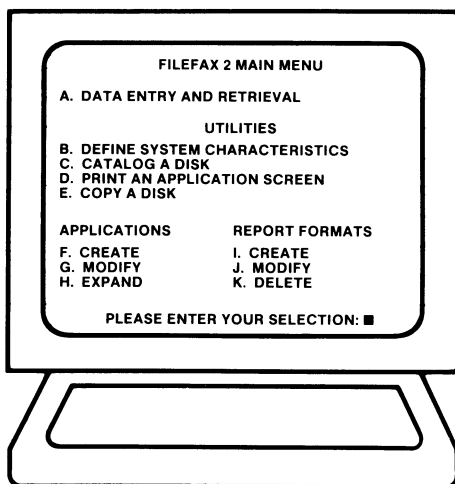 FILEFAX 2 MAIN MENU
A. DATA ENTRY AND RETRIEVAL
UTILITIES
B. DEFINE SYSTEM CHARACTERISTICS
C. CATALOG A DISK
D. PRINT AN APPLICATION SCREEN
E. COPY A DISK
APPLICATIONS
F. CREATE
G. MODIFY
H. EXPAND
REPORT FORMATS
I. CREATE
J. MODIFY
K. DELETE
PLEASE ENTER YOUR SELECTION: ■